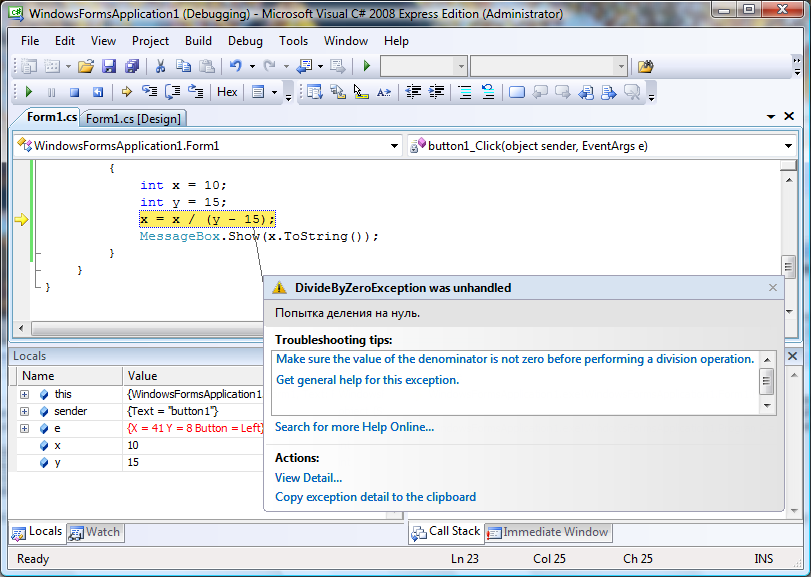 WindowsFormsApplication1 (Debugging) - Microsoft Visual C# 2008 Express Edition (Administrator)
File Edit View Project Build Debug Tools Window Help
Hex
Form1.cs Form1.cs [Design]
WindowsFormsApplication1.Form1 button1_Click(object sender, EventArgs e)
{
int x = 10;
int y = 15;
x = x / (y - 15);
MessageBox.Show(x.ToString());
}
}
}
DivideByZeroException was unhandled
Попытка деления на нуль.
Troubleshooting tips:
Make sure the value of the denominator is not zero before performing a division operation.
Get general help for this exception.
Search for more Help Online...
Actions:
View Detail...
Copy exception detail to the clipboard
Locals
Name Value
this {WindowsFormsApplication1
sender {Text = "button1"}
e {X = 41 Y = 8 Button = Left}
x 10
y 15
Locals Watch Call Stack Immediate Window
Ready Ln 23 Col 25 Ch 25 INS